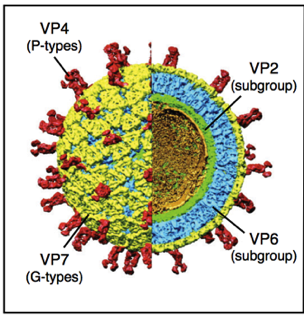 VP4
(P-types)
VP2
(subgroup)
VP7
(G-types)
VP6
(subgroup)